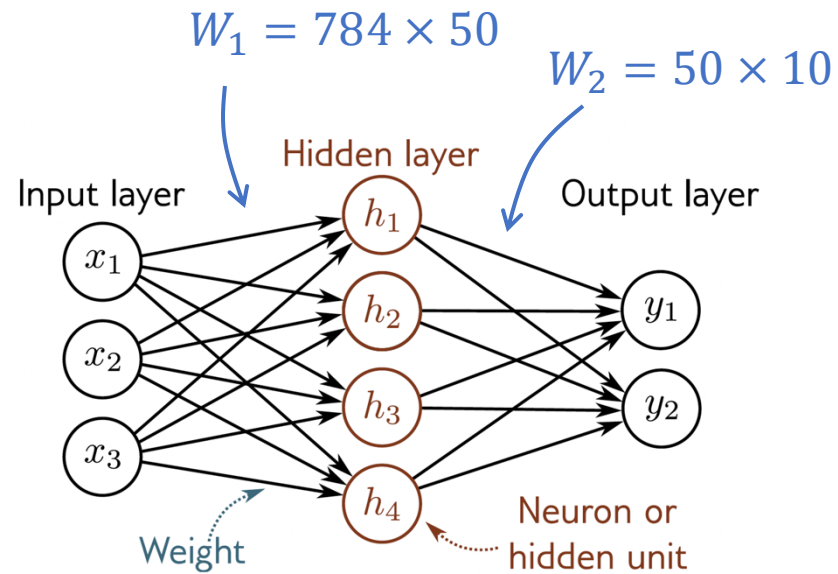 W₁ = 784 × 50
W₂ = 50 × 10
Hidden layer
Input layer
Output layer
h₁
x₁
h₂
y₁
x₂
h₃
y₂
x₃
h₄
Weight
Neuron or
hidden unit